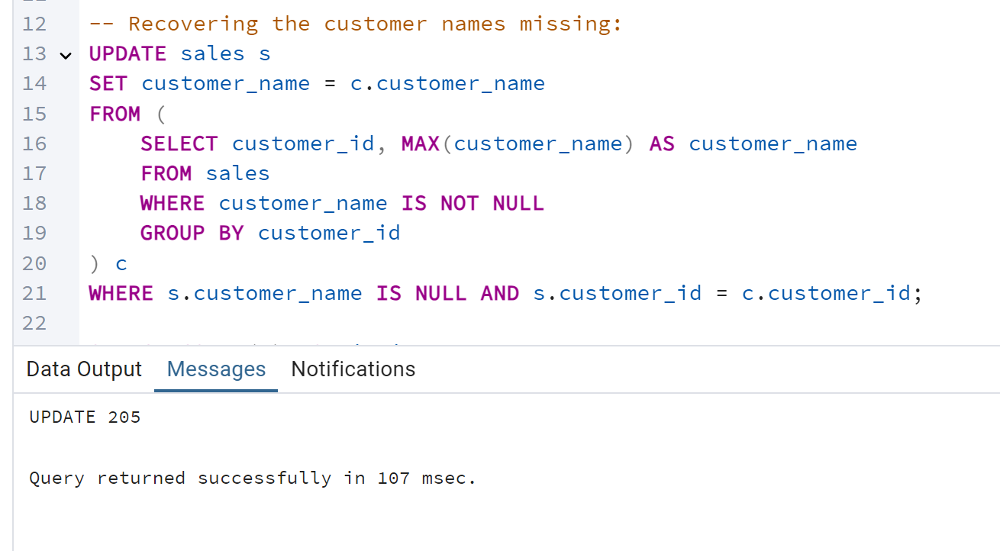 12 -- Recovering the customer names missing:
13 UPDATE sales s
14 SET customer_name = c.customer_name
15 FROM (
16 SELECT customer_id, MAX(customer_name) AS customer_name
17 FROM sales
18 WHERE customer_name IS NOT NULL
19 GROUP BY customer_id
20 ) c
21 WHERE s.customer_name IS NULL AND s.customer_id = c.customer_id;
22
Data Output Messages Notifications
UPDATE 205
Query returned successfully in 107 msec.